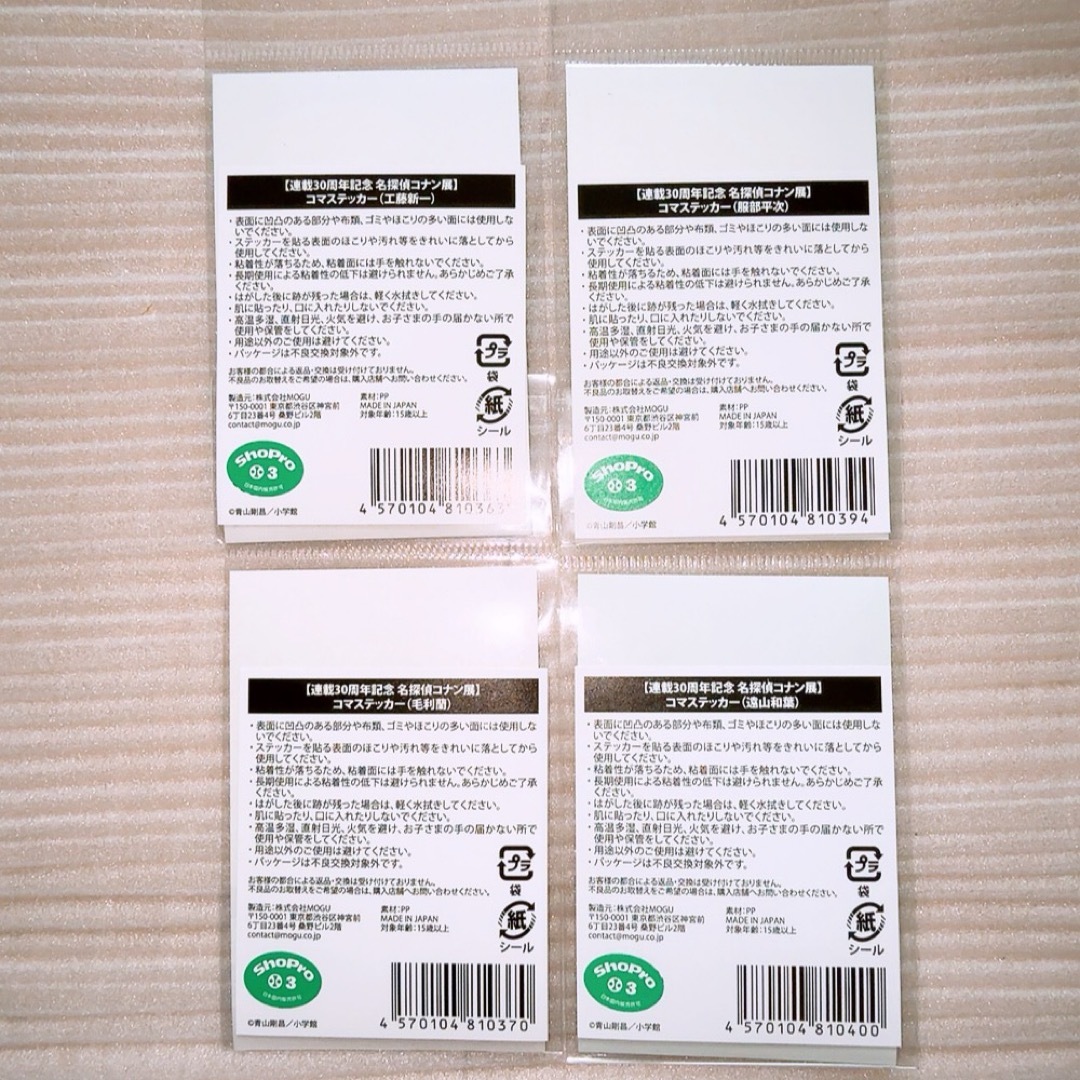 【連載30周年記念 名探偵コナン展】
コマステッカー(工藤新一)
・表面に凹凸のある部分や布類、ゴミやほこりの多い面には使用しな
いでください。
・ステッカーを貼る表面のほこりや汚れ等をきれいに落としてから
使用してください。
・粘着性が落ちるため、粘着面には手を触れないでください。
・長期使用による粘着性の低下は避けられません。あらかじめご了承
ください。
・はがした後に跡が残った場合は、軽く水拭きしてください。
・肌に貼ったり、口に入れたりしないでください。
・高温多湿、直射日光、火気を避け、お子さまの手の届かない所で
使用や保管をしてください。
・用途以外のご使用は避けてください。
・パッケージは不良交換対象外です。
お客様の都合による返品・交換は受け付けておりません。
不良品のお取替えをご希望の場合は、購入店舗へお問い合わせください。
製造元:株式会社MOGU
〒150-0001 東京都渋谷区神宮前
6丁目23番4号 桑野ビル2階
contact@mogu.co.jp
素材:PP
MADE IN JAPAN
対象年齢:15歳以上
プラ
袋
紙
シール
ShoPro
小 3
日本国内販売許可
©青山剛昌/小学館
4 570104 810363
【連載30周年記念 名探偵コナン展】
コマステッカー(服部平次)
・表面に凹凸のある部分や布類、ゴミやほこりの多い面には使用しな
いでください。
・ステッカーを貼る表面のほこりや汚れ等をきれいに落としてから
使用してください。
・粘着性が落ちるため、粘着面には手を触れないでください。
・長期使用による粘着性の低下は避けられません。あらかじめご了承
ください。
・はがした後に跡が残った場合は、軽く水拭きしてください。
・肌に貼ったり、口に入れたりしないでください。
・高温多湿、直射日光、火気を避け、お子さまの手の届かない所で
使用や保管をしてください。
・用途以外のご使用は避けてください。
・パッケージは不良交換対象外です。
お客様の都合による返品・交換は受け付けておりません。
不良品のお取替えをご希望の場合は、購入店舗へお問い合わせください。
製造元:株式会社MOGU
〒150-0001 東京都渋谷区神宮前
6丁目23番4号 桑野ビル2階
contact@mogu.co.jp
素材:PP
MADE IN JAPAN
対象年齢:15歳以上
プラ
袋
紙
シール
ShoPro
小 3
日本国内販売許可
©青山剛昌/小学館
4 570104 810394
【連載30周年記念 名探偵コナン展】
コマステッカー(毛利蘭)
・表面に凹凸のある部分や布類、ゴミやほこりの多い面には使用しな
いでください。
・ステッカーを貼る表面のほこりや汚れ等をきれいに落としてから
使用してください。
・粘着性が落ちるため、粘着面には手を触れないでください。
・長期使用による粘着性の低下は避けられません。あらかじめご了承
ください。
・はがした後に跡が残った場合は、軽く水拭きしてください。
・肌に貼ったり、口に入れたりしないでください。
・高温多湿、直射日光、火気を避け、お子さまの手の届かない所で
使用や保管をしてください。
・用途以外のご使用は避けてください。
・パッケージは不良交換対象外です。
お客様の都合による返品・交換は受け付けておりません。
不良品のお取替えをご希望の場合は、購入店舗へお問い合わせください。
製造元:株式会社MOGU
〒150-0001 東京都渋谷区神宮前
6丁目23番4号 桑野ビル2階
contact@mogu.co.jp
素材:PP
MADE IN JAPAN
対象年齢:15歳以上
プラ
袋
紙
シール
ShoPro
小 3
日本国内販売許可
©青山剛昌/小学館
4 570104 810370
【連載30周年記念 名探偵コナン展】
コマステッカー(遠山和葉)
・表面に凹凸のある部分や布類、ゴミやほこりの多い面には使用しな
いでください。
・ステッカーを貼る表面のほこりや汚れ等をきれいに落としてから
使用してください。
・粘着性が落ちるため、粘着面には手を触れないでください。
・長期使用による粘着性の低下は避けられません。あらかじめご了承
ください。
・はがした後に跡が残った場合は、軽く水拭きしてください。
・肌に貼ったり、口に入れたりしないでください。
・高温多湿、直射日光、火気を避け、お子さまの手の届かない所で
使用や保管をしてください。
・用途以外のご使用は避けてください。
・パッケージは不良交換対象外です。
お客様の都合による返品・交換は受け付けておりません。
不良品のお取替えをご希望の場合は、購入店舗へお問い合わせください。
製造元:株式会社MOGU
〒150-0001 東京都渋谷区神宮前
6丁目23番4号 桑野ビル2階
contact@mogu.co.jp
素材:PP
MADE IN JAPAN
対象年齢:15歳以上
プラ
袋
紙
シール
ShoPro
小 3
日本国内販売許可
©青山剛昌/小学館
4 570104 810400